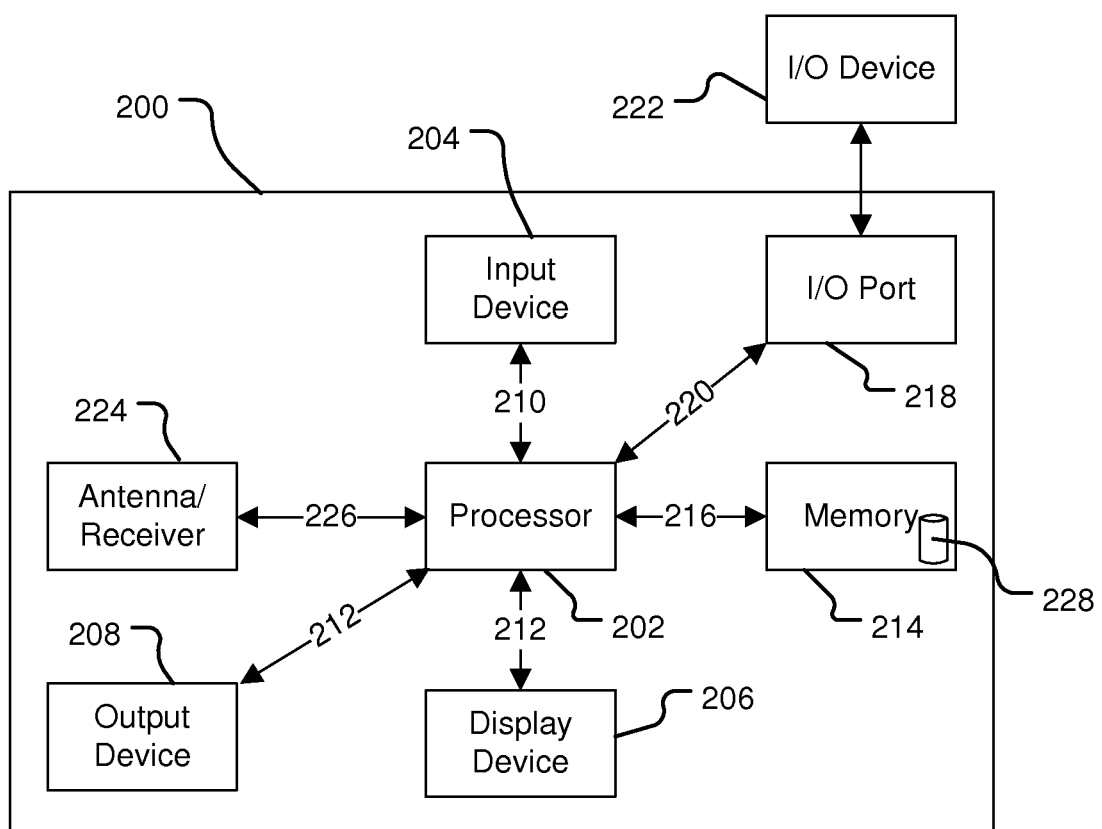 I/O Device
222
200
204
Input
Device
I/O Port
210
220
218
224
Antenna/
Receiver
226
Processor
216
Memory
228
212
212
202
214
208
Output
Device
Display
Device
206